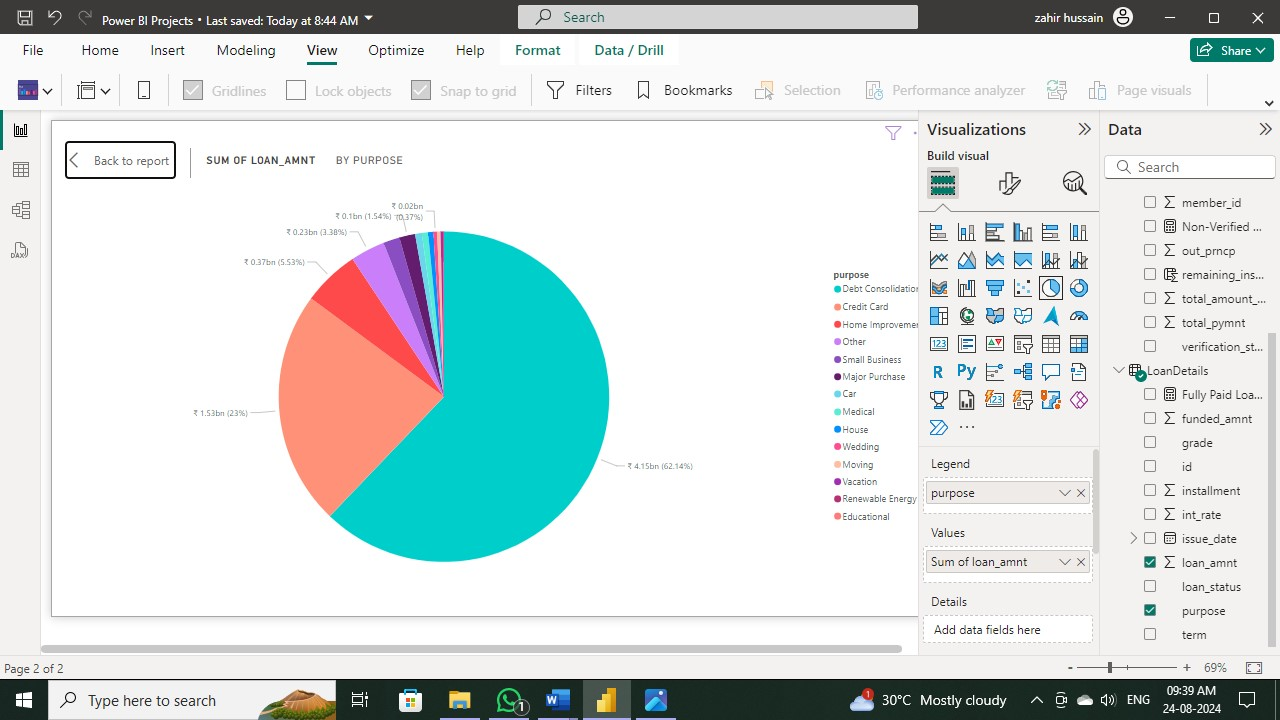 Power BI Projects • Last saved: Today at 8:44 AM
Search
zahir hussain
File Home Insert Modeling View Optimize Help Format Data / Drill
Share
Gridlines Lock objects Snap to grid Filters Bookmarks Selection Performance analyzer Page visuals
Back to report
SUM OF LOAN_AMNT BY PURPOSE
₹ 0.02bn
(0.37%)
₹ 0.1bn (1.54%)
₹ 0.23bn (3.38%)
₹ 0.37bn (5.53%)
₹ 1.53bn (23%)
₹ 4.15bn (62.14%)
purpose
Debt Consolidation
Credit Card
Home Improvemen
Other
Small Business
Major Purchase
Car
Medical
House
Wedding
Moving
Vacation
Renewable Energy
Educational
Visualizations
Build visual
123
R
Py
123
Legend
purpose
Values
Sum of loan_amnt
Details
Add data fields here
Data
Search
member_id
Non-Verified ...
out_prncp
remaining_ins...
total_amount_...
total_pymnt
verification_st...
LoanDetails
Fully Paid Loa...
funded_amnt
grade
id
installment
int_rate
issue_date
loan_amnt
loan_status
purpose
term
DAX
Page 2 of 2
- + 69%
Type here to search
1
W
1
30°C Mostly cloudy
ENG
09:39 AM
24-08-2024